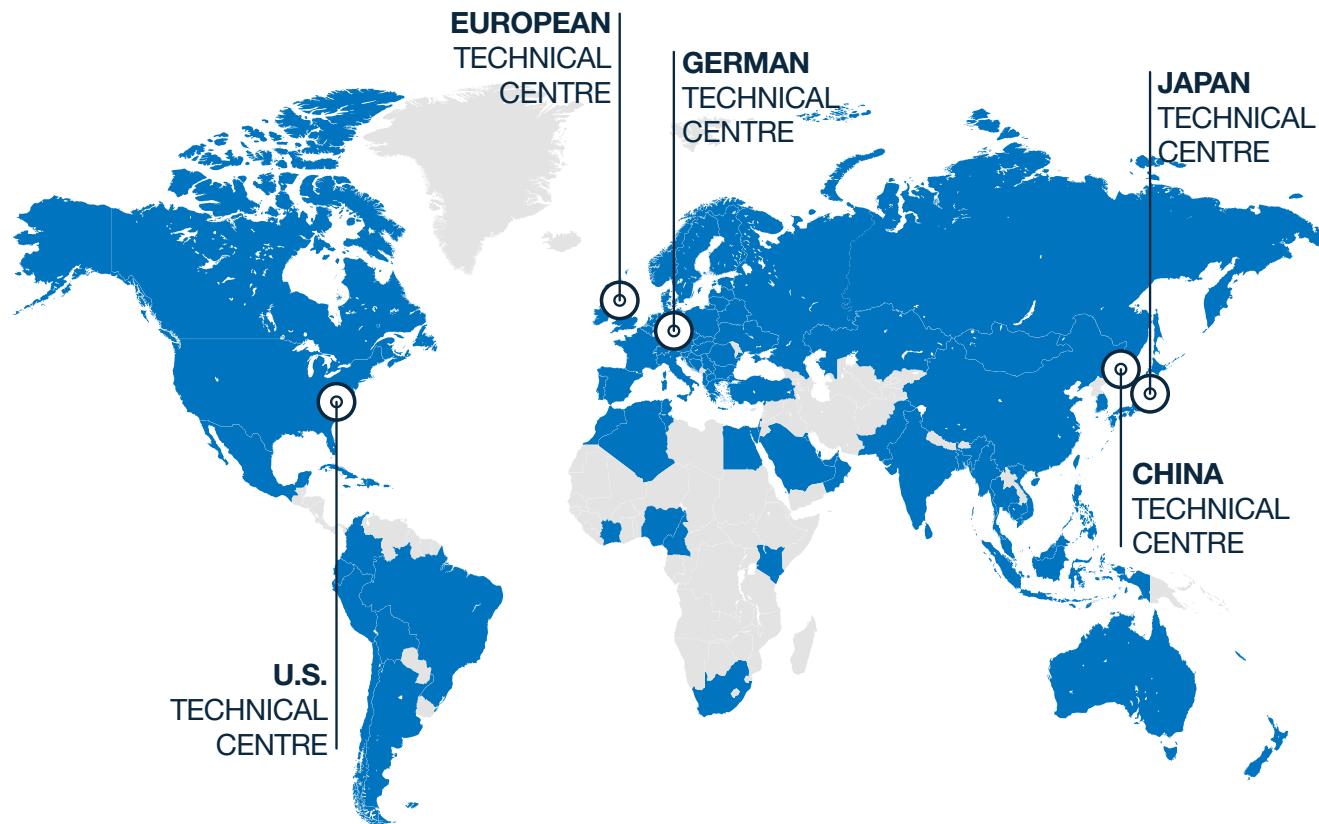 EUROPEAN
TECHNICAL
CENTRE
GERMAN
TECHNICAL
CENTRE
JAPAN
TECHNICAL
CENTRE
CHINA
TECHNICAL
CENTRE
U.S.
TECHNICAL
CENTRE